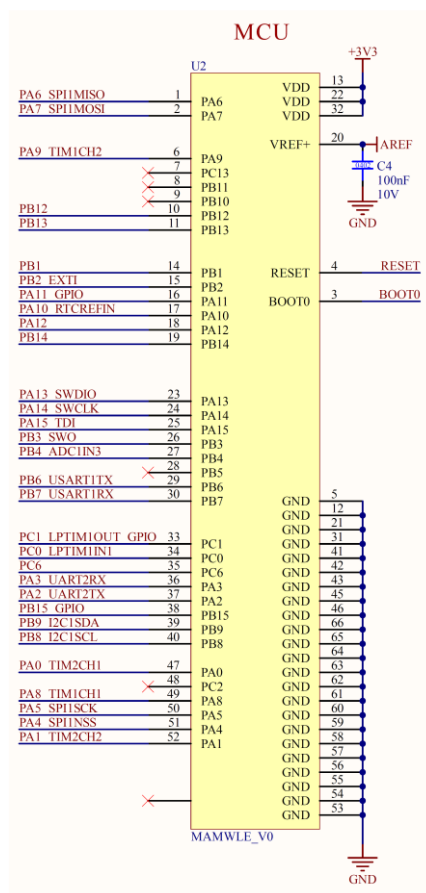 MCU
U2
+3V3
PA6 SPI1MISO 1 PA6
PA7 SPI1MOSI 2 PA7
VDD 13
VDD 22
VDD 32
VREF+ 20 AREF
C4
0402
100nF
10V
GND
PA9 TIM1CH2 6 PA9
7 PC13
8 PB11
9 PB10
PB12 10 PB12
PB13 11 PB13
PB1 14 PB1
PB2 EXTI 15 PB2
PA11 GPIO 16 PA11
PA10 RTCREFIN 17 PA10
PA12 18 PA12
PB14 19 PB14
RESET 4 RESET
BOOT0 3 BOOT0
PA13 SWDIO 23 PA13
PA14 SWCLK 24 PA14
PA15 TDI 25 PA15
PB3 SWO 26 PB3
PB4 ADC1IN3 27 PB4
28 PB5
PB6 USART1TX 29 PB6
PB7 USART1RX 30 PB7
PC1 LPTIM1OUT GPIO 33 PC1
PC0 LPTIM1IN1 34 PC0
PC6 35 PC6
PA3 UART2RX 36 PA3
PA2 UART2TX 37 PA2
PB15 GPIO 38 PB15
PB9 I2C1SDA 39 PB9
PB8 I2C1SCL 40 PB8
PA0 TIM2CH1 47 PA0
48 PC2
PA8 TIM1CH1 49 PA8
PA5 SPI1SCK 50 PA5
PA4 SPI1NSS 51 PA4
PA1 TIM2CH2 52 PA1
GND 5
GND 12
GND 21
GND 31
GND 41
GND 42
GND 43
GND 45
GND 46
GND 66
GND 65
GND 64
GND 63
GND 62
GND 61
GND 60
GND 59
GND 58
GND 57
GND 56
GND 55
GND 54
GND 53
MAMWLE_V0
GND